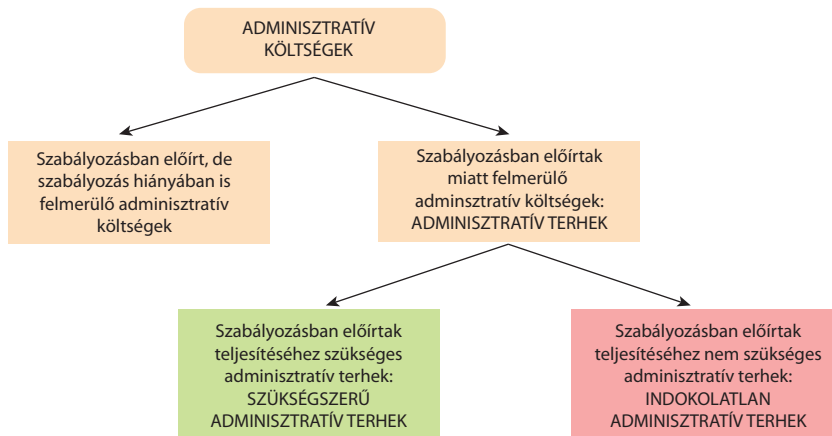 ADMINISZTRATÍV
KÖLTSÉGEK
Szabályozásban előírt, de
szabályozás hiányában is
felmerülő adminisztratív
költségek
Szabályozásban előírtak
miatt felmerülő
adminsztratív költségek:
ADMINISZTRATÍV TERHEK
Szabályozásban előírtak
teljesítéséhez szükséges
adminisztratív terhek:
SZÜKSÉGSZERŰ
ADMINISZTRATÍV TERHEK
Szabályozásban előírtak
teljesítéséhez nem szükséges
adminisztratív terhek:
INDOKOLATLAN
ADMINISZTRATÍV TERHEK